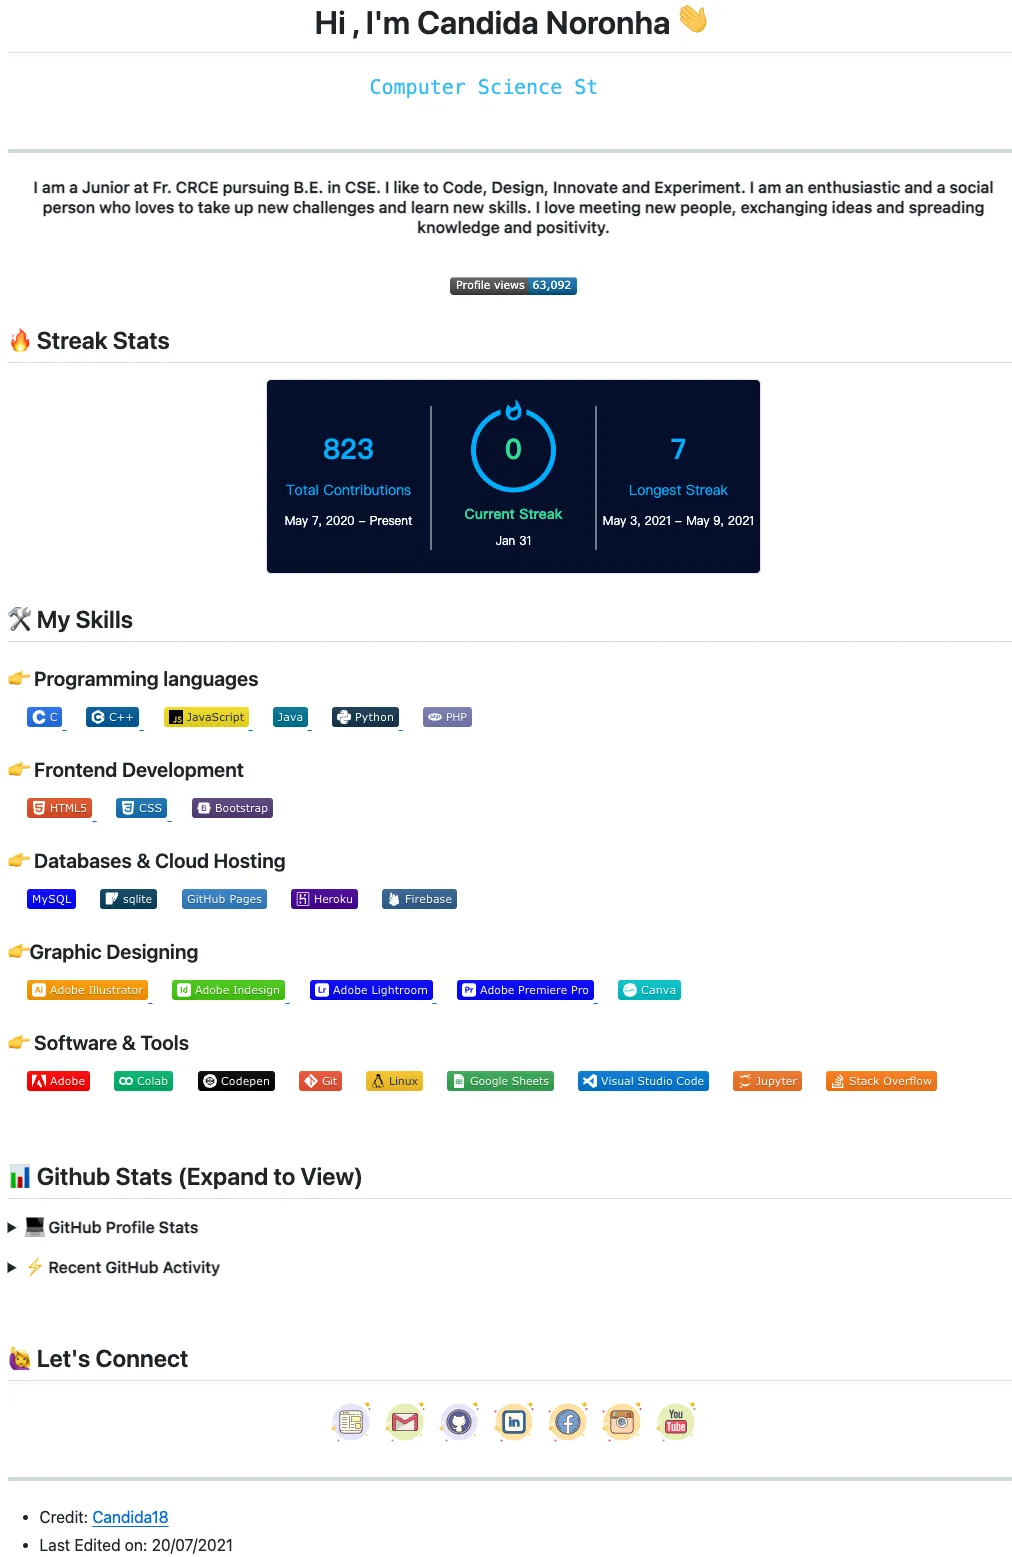 Hi , I'm Candida Noronha 👋
Computer Science St
I am a Junior at Fr. CRCE pursuing B.E. in CSE. I like to Code, Design, Innovate and Experiment. I am an enthusiastic and a social
person who loves to take up new challenges and learn new skills. I love meeting new people, exchanging ideas and spreading
knowledge and positivity.
Profile views 63,092
🔥 Streak Stats
823 0 7
Total Contributions Current Streak Longest Streak
May 7, 2020 – Present Jan 31 May 3, 2021 – May 9, 2021
🛠 My Skills
👉 Programming languages
C C++ JS JavaScript Java Python php PHP
👉 Frontend Development
HTML5 CSS B Bootstrap
👉 Databases & Cloud Hosting
MySQL sqlite GitHub Pages Heroku Firebase
👉Graphic Designing
Ai Adobe Illustrator Id Adobe Indesign Lr Adobe Lightroom Pr Adobe Premiere Pro Canva
👉 Software & Tools
Adobe Colab Codepen Git Linux Google Sheets Visual Studio Code Jupyter Stack Overflow
📊 Github Stats (Expand to View)
💻 GitHub Profile Stats
⚡ Recent GitHub Activity
🙋 Let's Connect
in f You Tube
• Credit: Candida18
• Last Edited on: 20/07/2021